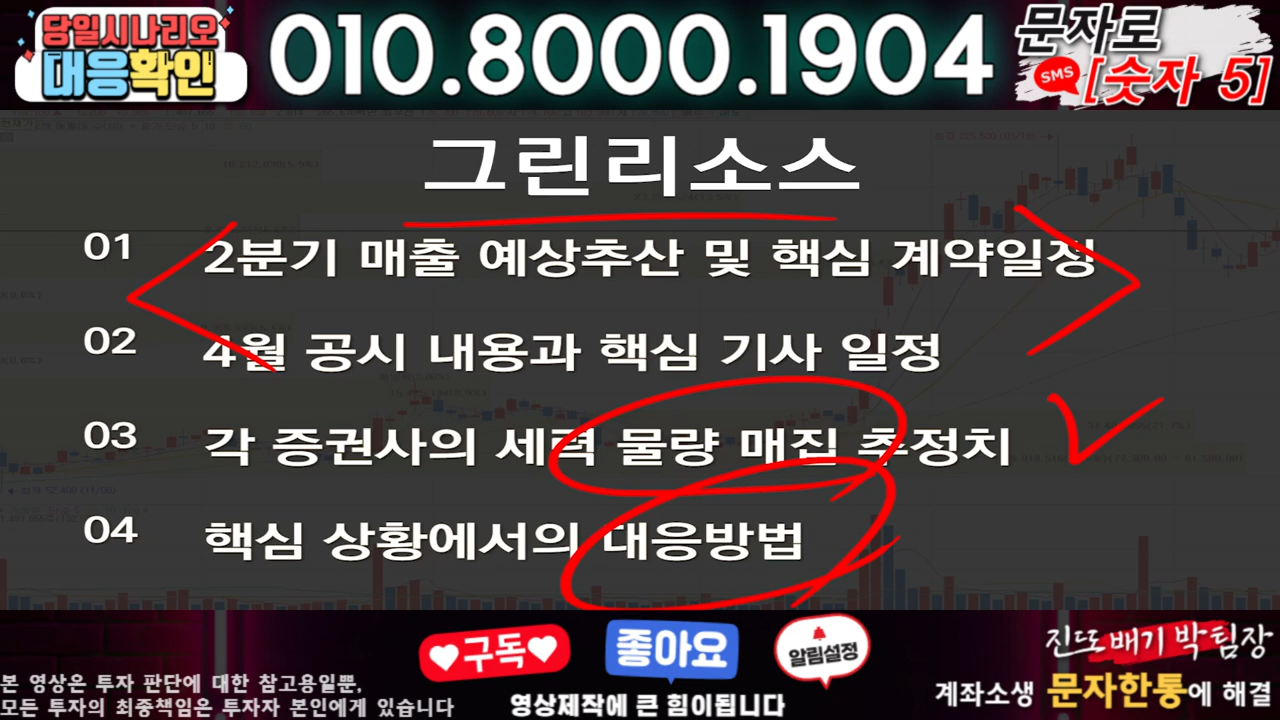 당일시나리오
대응확인
010.8000.1904
문자로
SMS [숫자 5]
그린리소스
01 2분기 매출 예상추산 및 핵심 계약일정
02 4월 공시 내용과 핵심 기사 일정
03 각 증권사의 세력 물량 매진 추정치
04 핵심 상황에서의 대응방법
본 영상은 투자 판단에 대한 참고용일뿐,
모든 투자의 최종책임은 투자자 본인에게 있습니다
구독
좋아요
알림설정
영상제작에 큰 힘이됩니다
진또배기 박팀장
계좌소생 문자한통에 해결